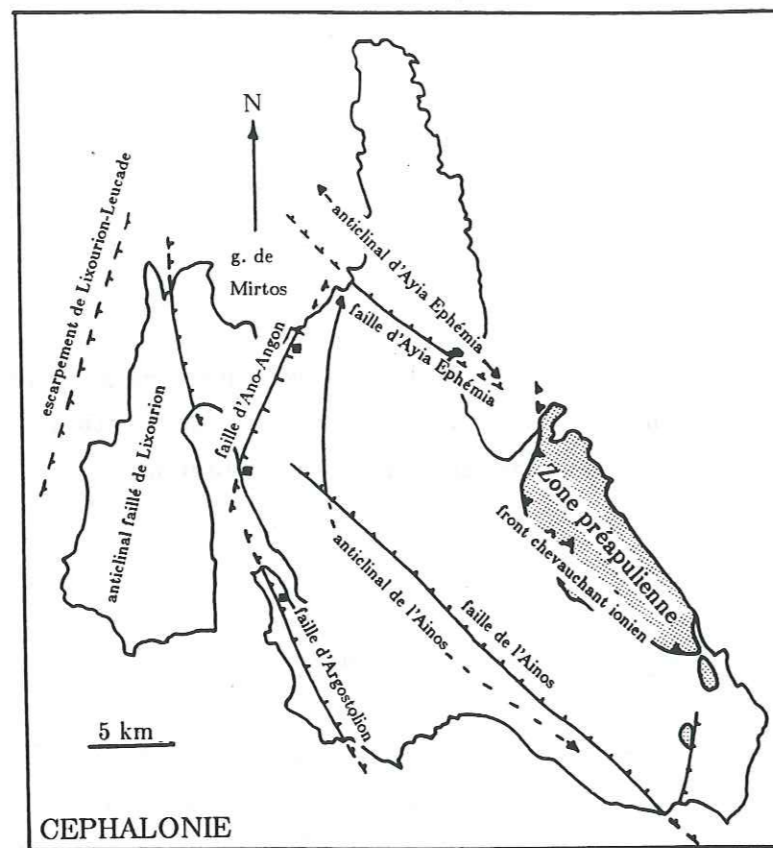 N
g. de
Mirtos
escarpement de Lixourion-Leucade
anticlinal faillé de Lixourion
faille d'Ano-Angon
anticlinal d'Ayia Ephémia
faille d'Ayia Ephémia
Zone préapulienne
front chevauchant ionien
anticlinal de l'Ainos
faille de l'Ainos
faille d'Argostolion
5 km
CEPHALONIE